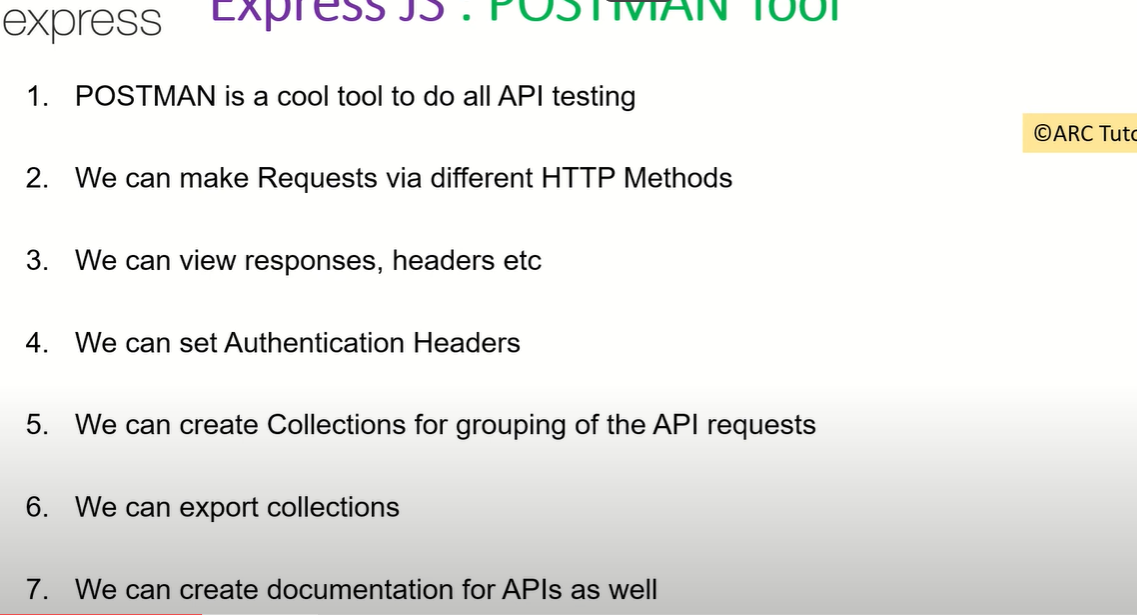 express
Express JS : POSTMAN Tool
1. POSTMAN is a cool tool to do all API testing
©ARC Tuto
2. We can make Requests via different HTTP Methods
3. We can view responses, headers etc
4. We can set Authentication Headers
5. We can create Collections for grouping of the API requests
6. We can export collections
7. We can create documentation for APIs as well